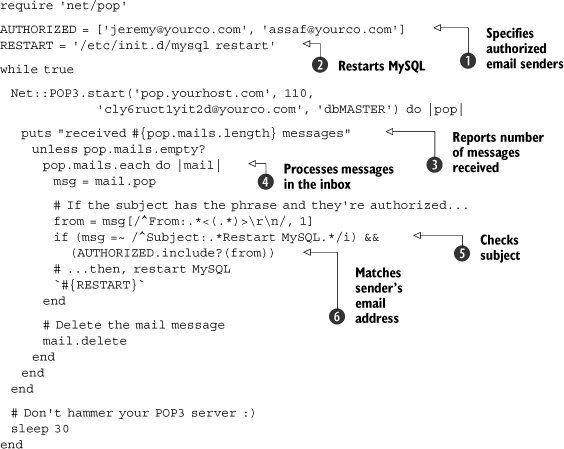 require 'net/pop'
AUTHORIZED = ['jeremy@yourco.com', 'assaf@yourco.com']
RESTART = '/etc/init.d/mysql restart'
1 Specifies
authorized
email senders
2 Restarts MySQL
while true
Net::POP3.start('pop.yourhost.com', 110,
'cly6ruct1yit2d@yourco.com', 'dbMASTER') do |pop|
puts "received #{pop.mails.length} messages"
3 Reports number
of messages
received
unless pop.mails.empty?
pop.mails.each do |mail|
4 Processes messages
in the inbox
msg = mail.pop
# If the subject has the phrase and they're authorized...
from = msg[/^From:.*<(.*)>\r\n/, 1]
if (msg =~ /^Subject:.*Restart MySQL.*/i) &&
5 Checks
subject
(AUTHORIZED.include?(from))
6 Matches
sender's
email
address
# ...then, restart MySQL
`#{RESTART}`
end
# Delete the mail message
mail.delete
end
end
end
# Don't hammer your POP3 server :)
sleep 30
end